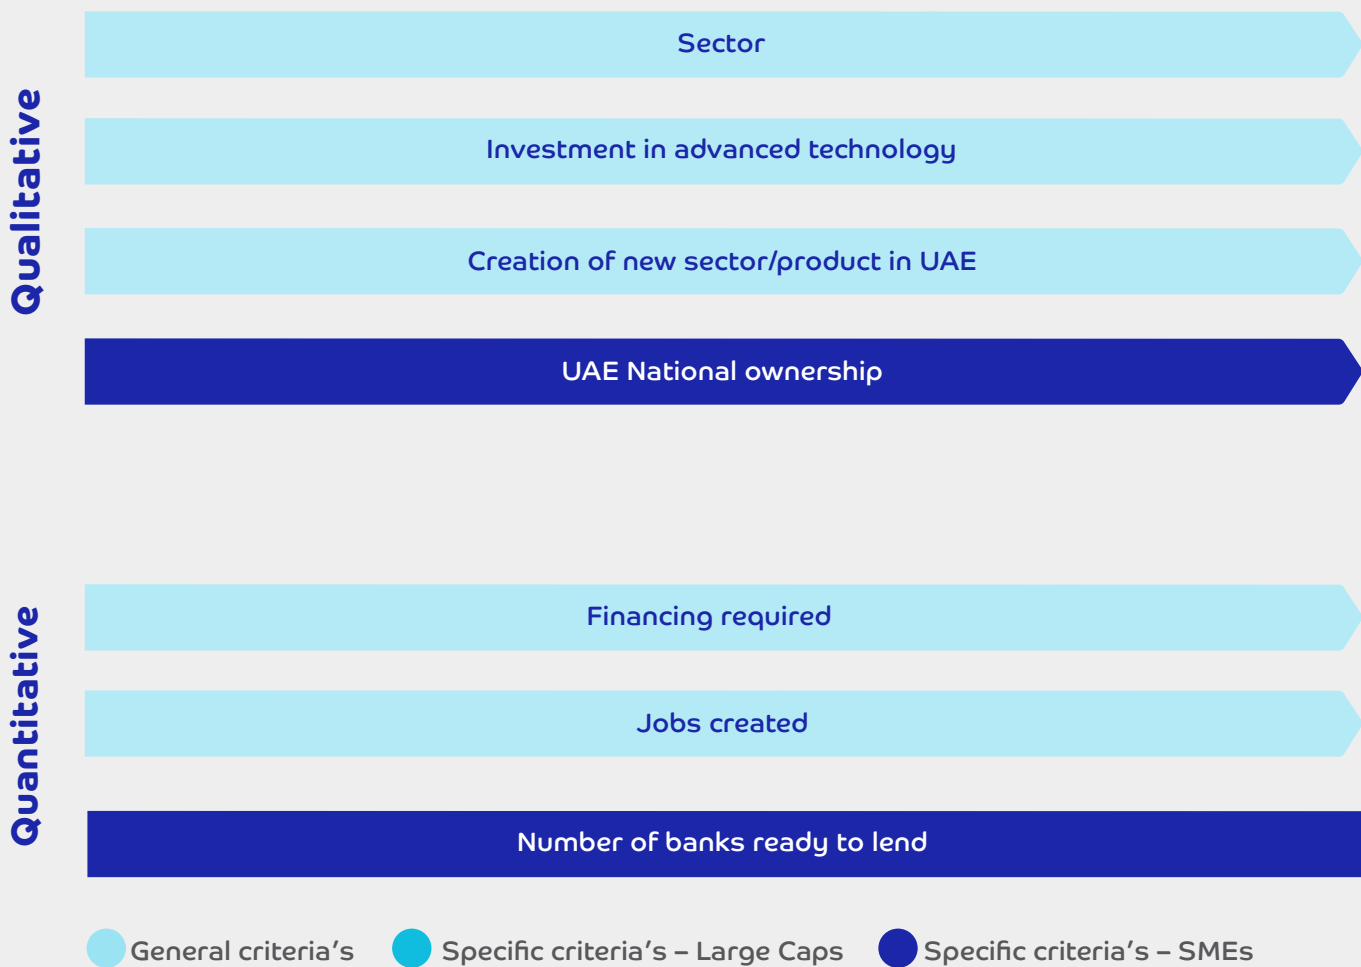 Qualitative
Sector
Investment in advanced technology
Creation of new sector/product in UAE
UAE National ownership
Quantitative
Financing required
Jobs created
Number of banks ready to lend
General criteria's
Specific criteria's – Large Caps
Specific criteria's – SMEs